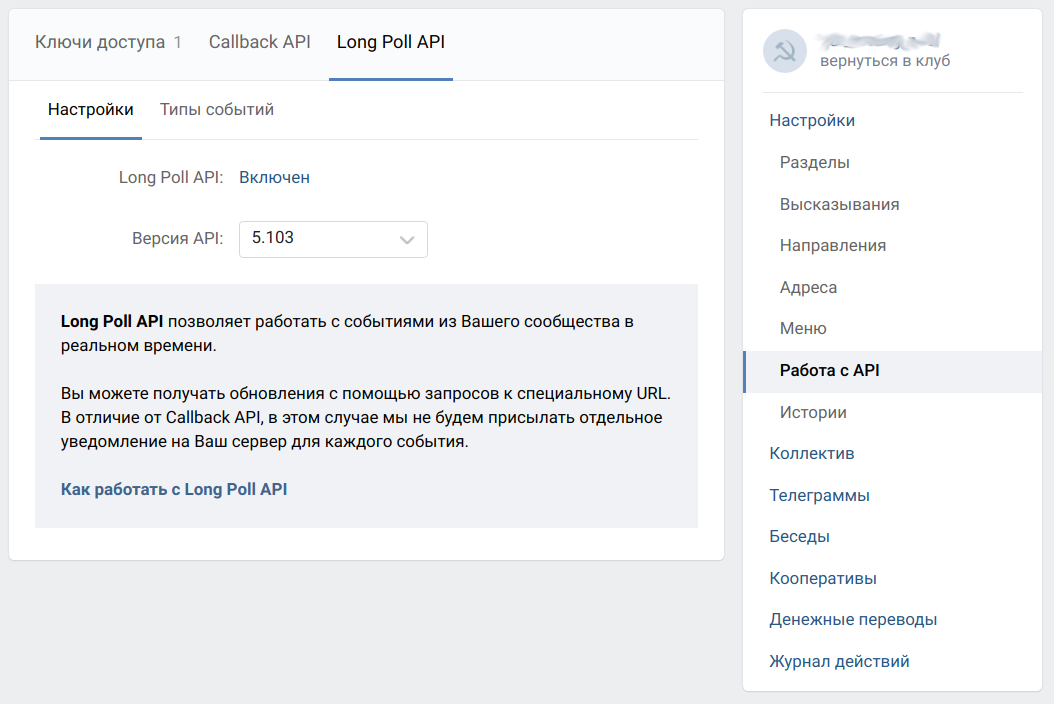 Ключи доступа 1 Callback API Long Poll API
Настройки Типы событий
Long Poll API: Включен
Версия API: 5.103
Long Poll API позволяет работать с событиями из Вашего сообщества в
реальном времени.
Вы можете получать обновления с помощью запросов к специальному URL.
В отличие от Callback API, в этом случае мы не будем присылать отдельное
уведомление на Ваш сервер для каждого события.
Как работать с Long Poll API
вернуться в клуб
Настройки
Разделы
Высказывания
Направления
Адреса
Меню
Работа с API
Истории
Коллектив
Телеграммы
Беседы
Кооперативы
Денежные переводы
Журнал действий